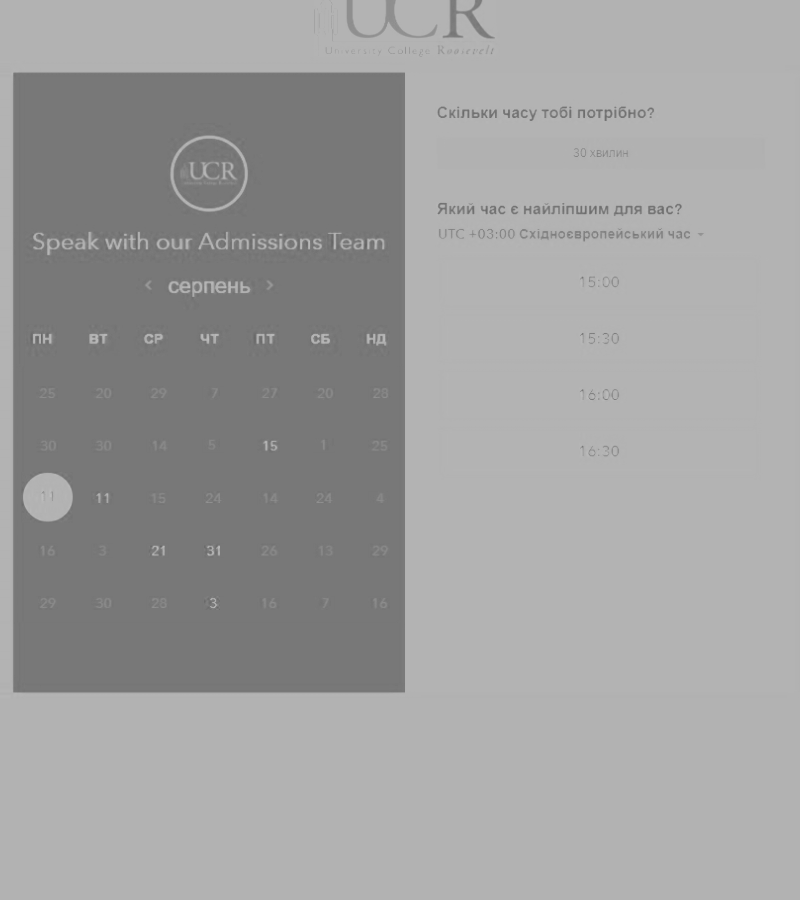 UCR
University College Roosevelt
UCR
Speak with our Admissions Team
серпень
ПН ВТ СР ЧТ ПТ СБ НД
25 20 29 7 27 20 28
30 30 14 5 15 1 25
11 11 15 24 14 24 4
16 3 21 31 26 13 29
29 30 28 3 16 7 16
Скільки часу тобі потрібно?
30 хвилин
Який час є найліпшим для вас?
UTC +03:00 Східноєвропейський час
15:00
15:30
16:00
16:30